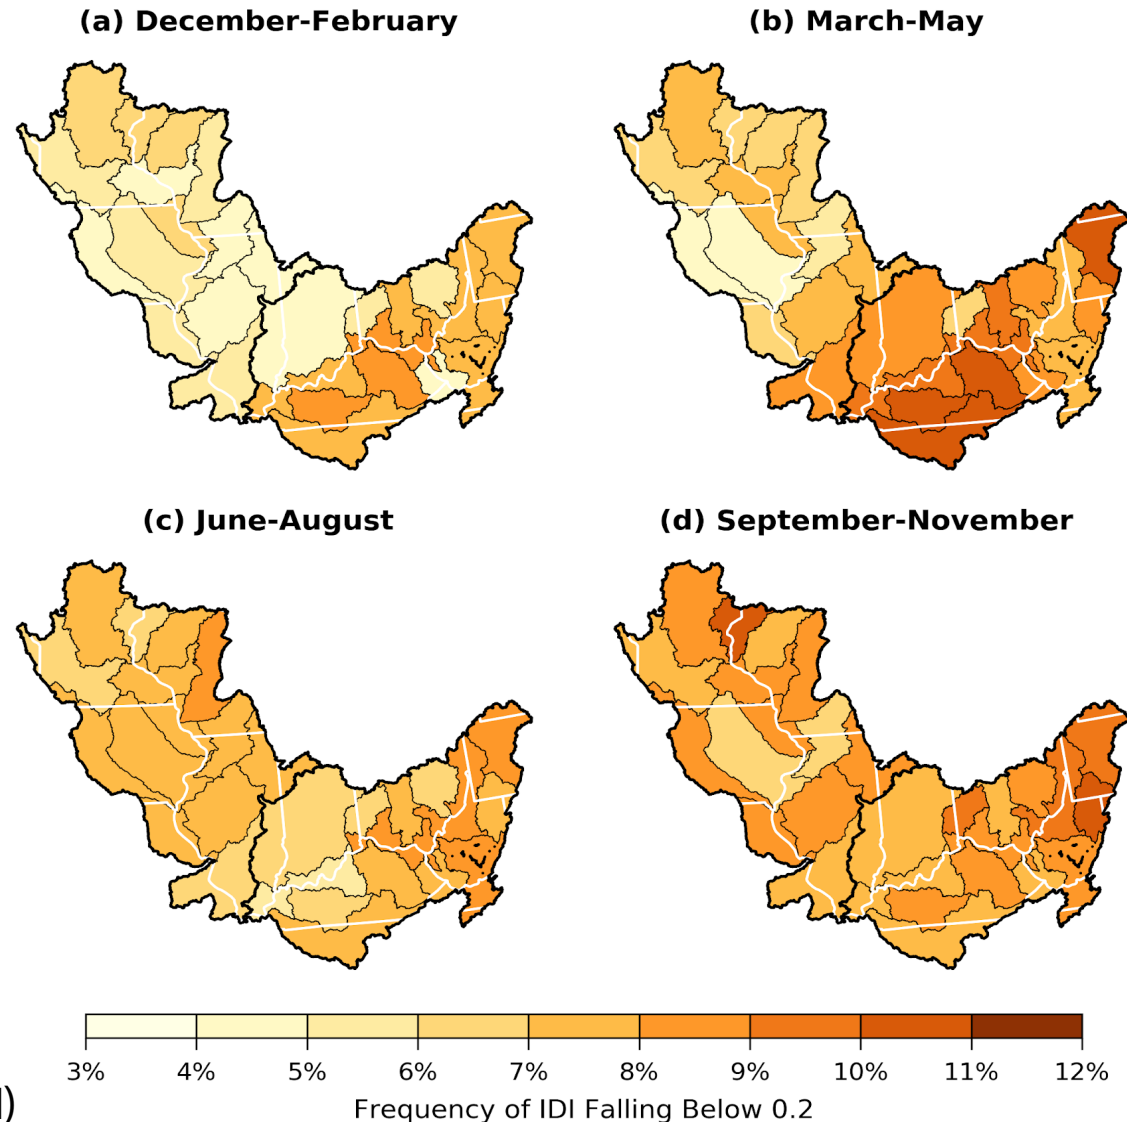 (a) December-February
(b) March-May
(c) June-August
(d) September-November
3% 4% 5% 6% 7% 8% 9% 10% 11% 12%
Frequency of IDI Falling Below 0.2